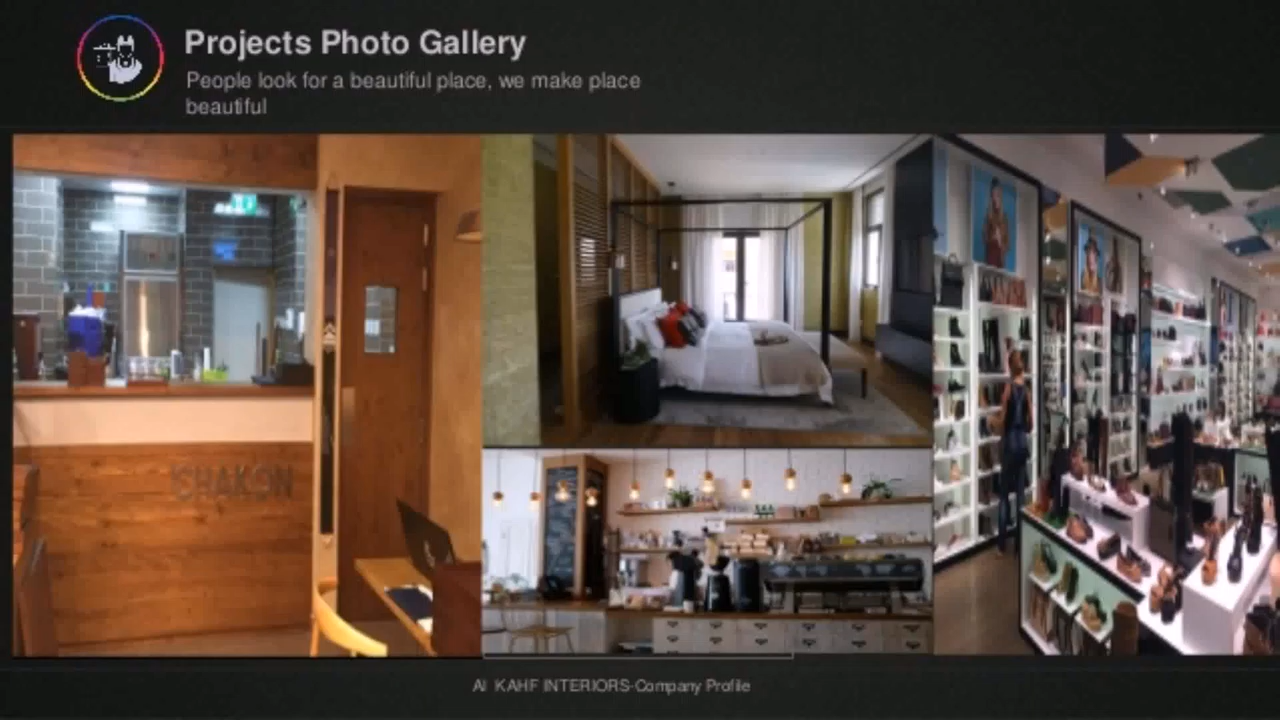 Projects Photo Gallery
People look for a beautiful place, we make place
beautiful
CHAKON
Al KAHF INTERIORS-Company Profile